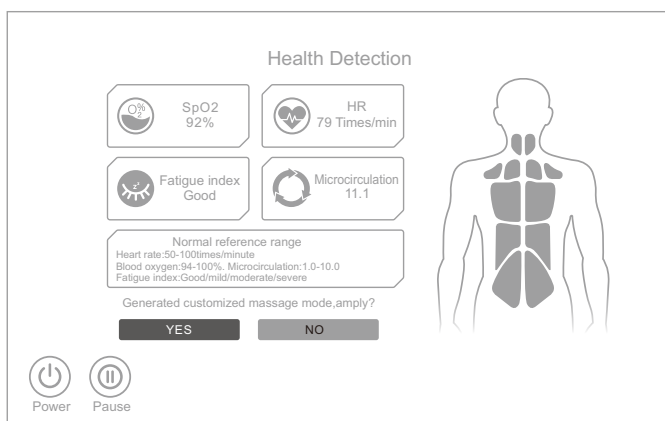 Health Detection
SpO2
92%
HR
79 Times/min
Fatigue index
Good
Microcirculation
11.1
Normal reference range
Heart rate:50-100times/minute
Blood oxygen:94-100%. Microcirculation:1.0-10.0
Fatigue index:Good/mild/moderate/severe
Generated customized massage mode,amply?
YES
NO
Power
Pause